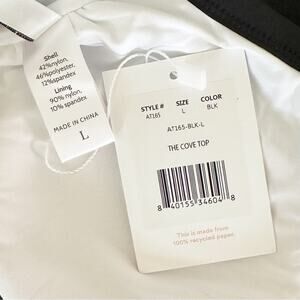 Shell
42%nylon,
46%polyester,
12%spandex
Lining
90% nylon,
10% spandex
MADE IN CHINA
L
STYLE # SIZE COLOR
AT165 L BLK
AT165-BLK-L
THE COVE TOP
8 40155 34604 8
This is made from
100% recycled paper.